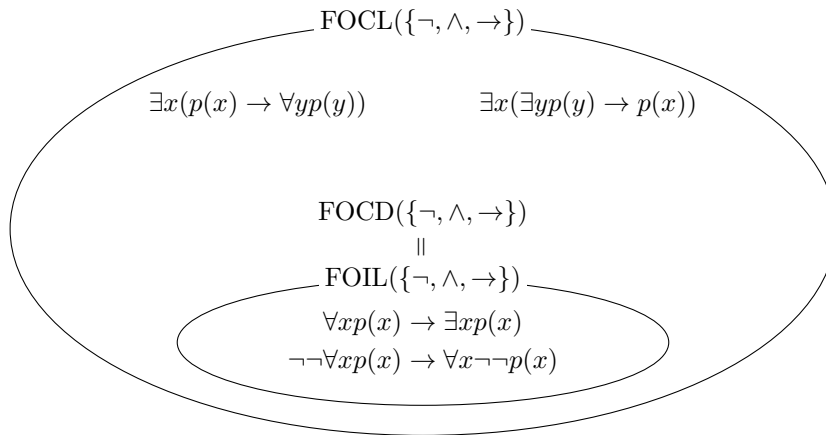 FOCL({¬, ∧, →})
∃x(p(x) → ∀yp(y)) ∃x(∃yp(y) → p(x))
FOCD({¬, ∧, →})
=
FOIL({¬, ∧, →})
∀xp(x) → ∃xp(x)
¬¬∀xp(x) → ∀x¬¬p(x)